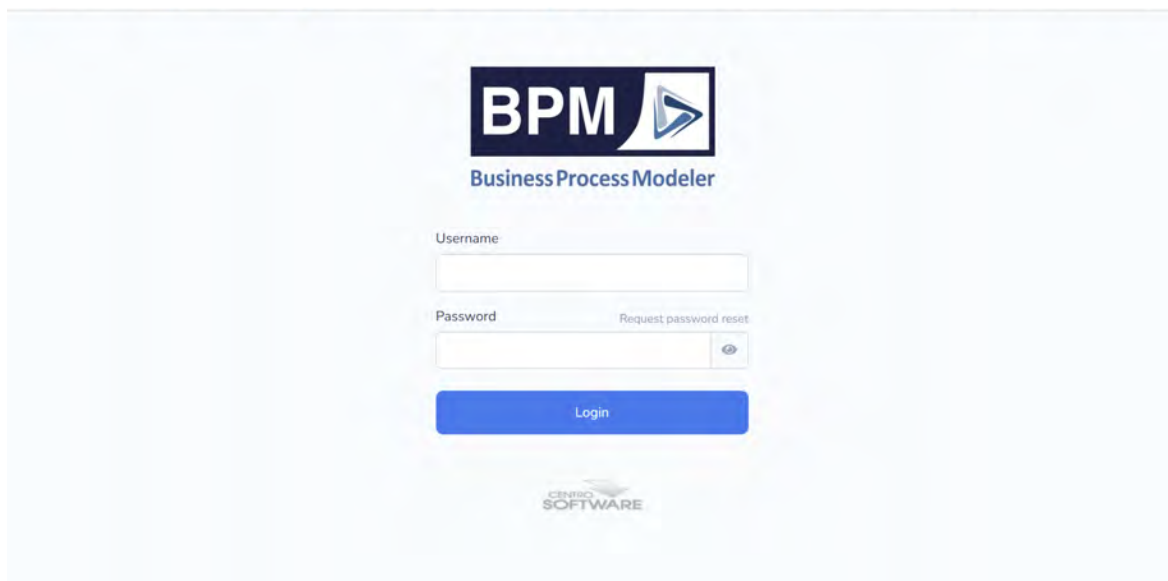 BPM
Business Process Modeler
Username
Password
Request password reset
Login
CENTRO
SOFTWARE